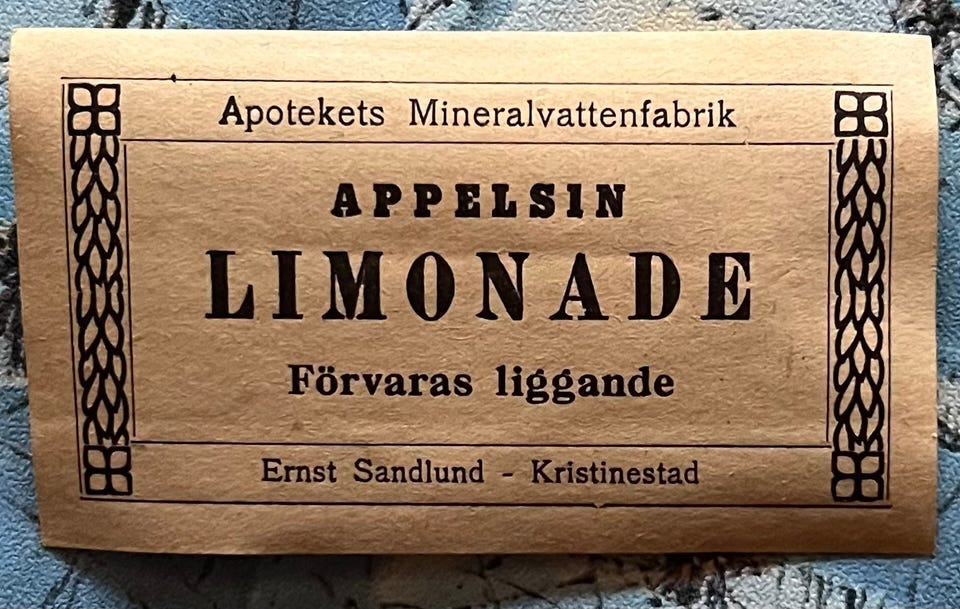 Apotekets Mineralvattenfabrik
APPELSIN
LIMONADE
Förvaras liggande
Ernst Sandlund - Kristinestad